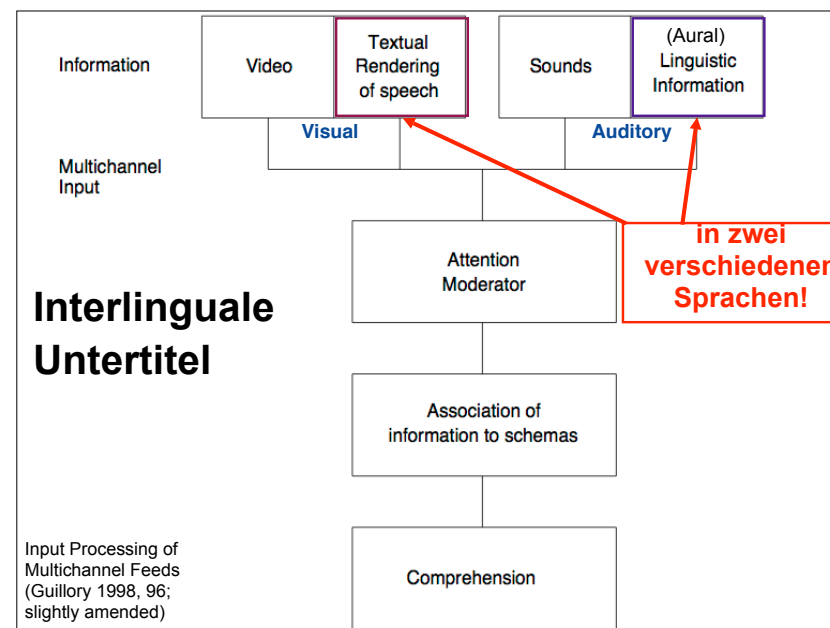 Information
Video
Textual
Rendering
of speech
Sounds
(Aural)
Linguistic
Information
Visual
Auditory
Multichannel
Input
Attention
Moderator
in zwei
verschiedenen
Sprachen!
Interlinguale
Untertitel
Association of
information to schemas
Input Processing of
Multichannel Feeds
(Guillory 1998, 96;
slightly amended)
Comprehension